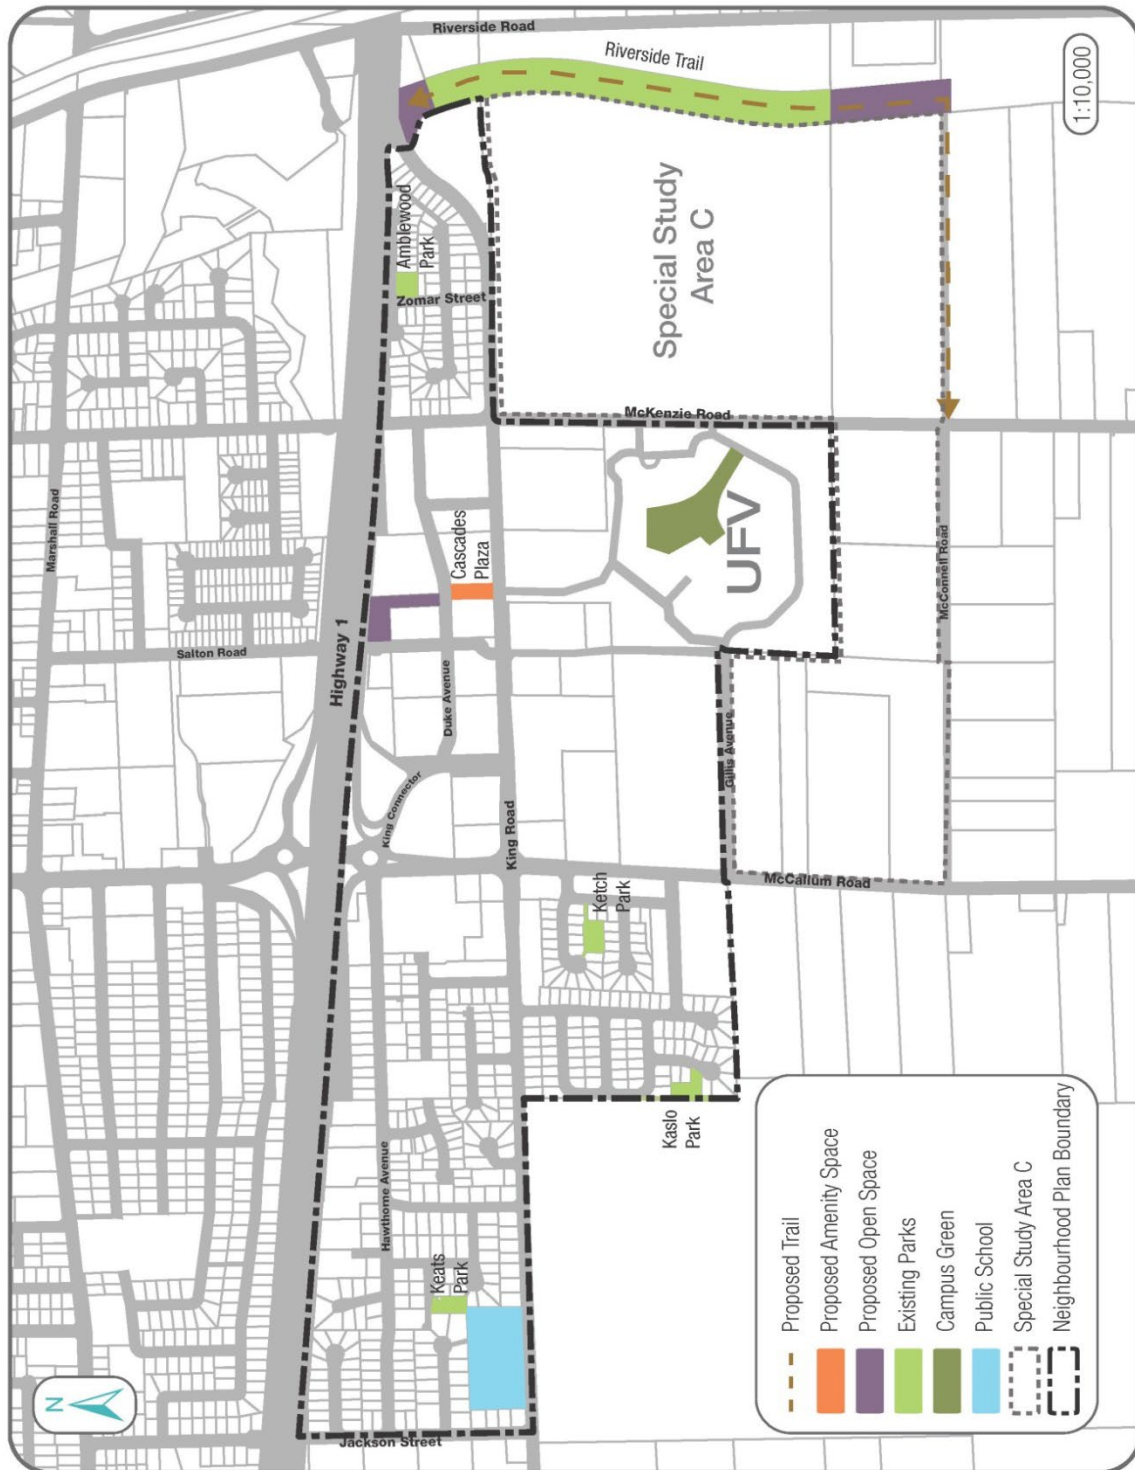 N
Marshall Road
Riverside Road
Highway 1
Salton Road
Riverside Trail
Amblewood
Park
Zomar Street
Special Study
Area C
McKenzie Road
Cascades
Plaza
UFV
Duke Avenue
King Connector
King Road
Gillis Avenue
McConnell Road
McCallum Road
Ketch
Park
Kaslo
Park
Hawthorne Avenue
Keats
Park
Jackson Street
Proposed Trail
Proposed Amenity Space
Proposed Open Space
Existing Parks
Campus Green
Public School
Special Study Area C
Neighbourhood Plan Boundary
1:10,000